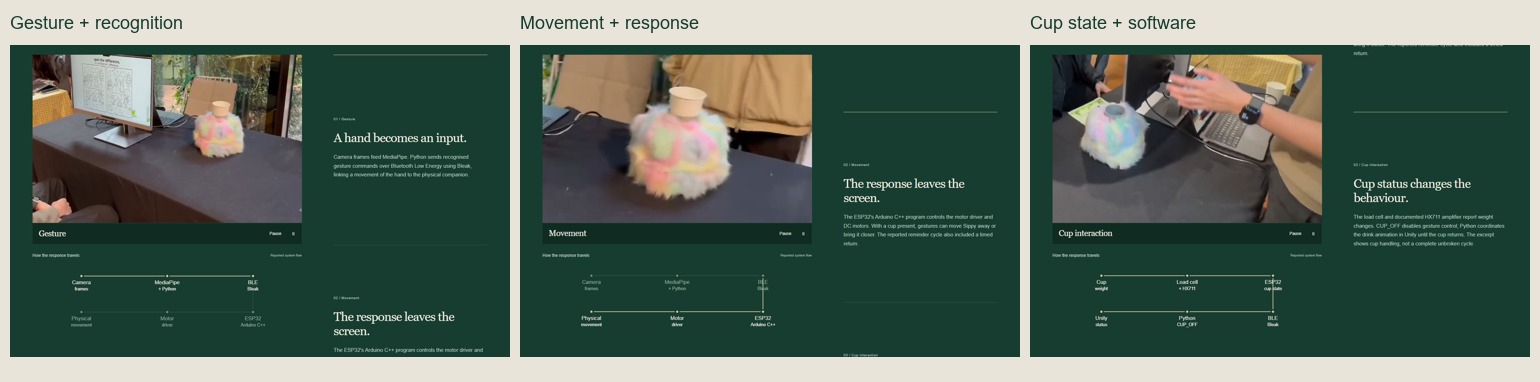 Gesture + recognition
Gesture
Pause II
How the response travels
Reported system flow
Camera
frames
MediaPipe
+ Python
BLE
Bleak
Physical
movement
Motor
driver
ESP32
Arduino C++
01 / Gesture
A hand becomes an input.
Camera frames feed MediaPipe. Python sends recognised
gesture commands over Bluetooth Low Energy using Bleak,
linking a movement of the hand to the physical companion.
02 / Movement
The response leaves the
screen.
The ESP32's Arduino C++ program controls the motor driver and
Movement + response
Movement
Pause II
How the response travels
Reported system flow
Camera
frames
MediaPipe
+ Python
BLE
Bleak
Physical
movement
Motor
driver
ESP32
Arduino C++
02 / Movement
The response leaves the
screen.
The ESP32's Arduino C++ program controls the motor driver and
DC motors. With a cup present, gestures can move Sippy away or
bring it closer. The reported reminder cycle also included a timed
return.
03 / Cup interaction
Cup state + software
Cup interaction
Pause II
How the response travels
Reported system flow
Cup
weight
Load cell
+ HX711
ESP32
cup state
Unity
status
Python
CUP_OFF
BLE
Bleak
return.
03 / Cup interaction
Cup status changes the
behaviour.
The load cell and documented HX711 amplifier report weight
changes. CUP_OFF disables gesture control, Python coordinates
the drink animation in Unity until the cup returns. The excerpt
shows cup handling, not a complete unbroken cycle